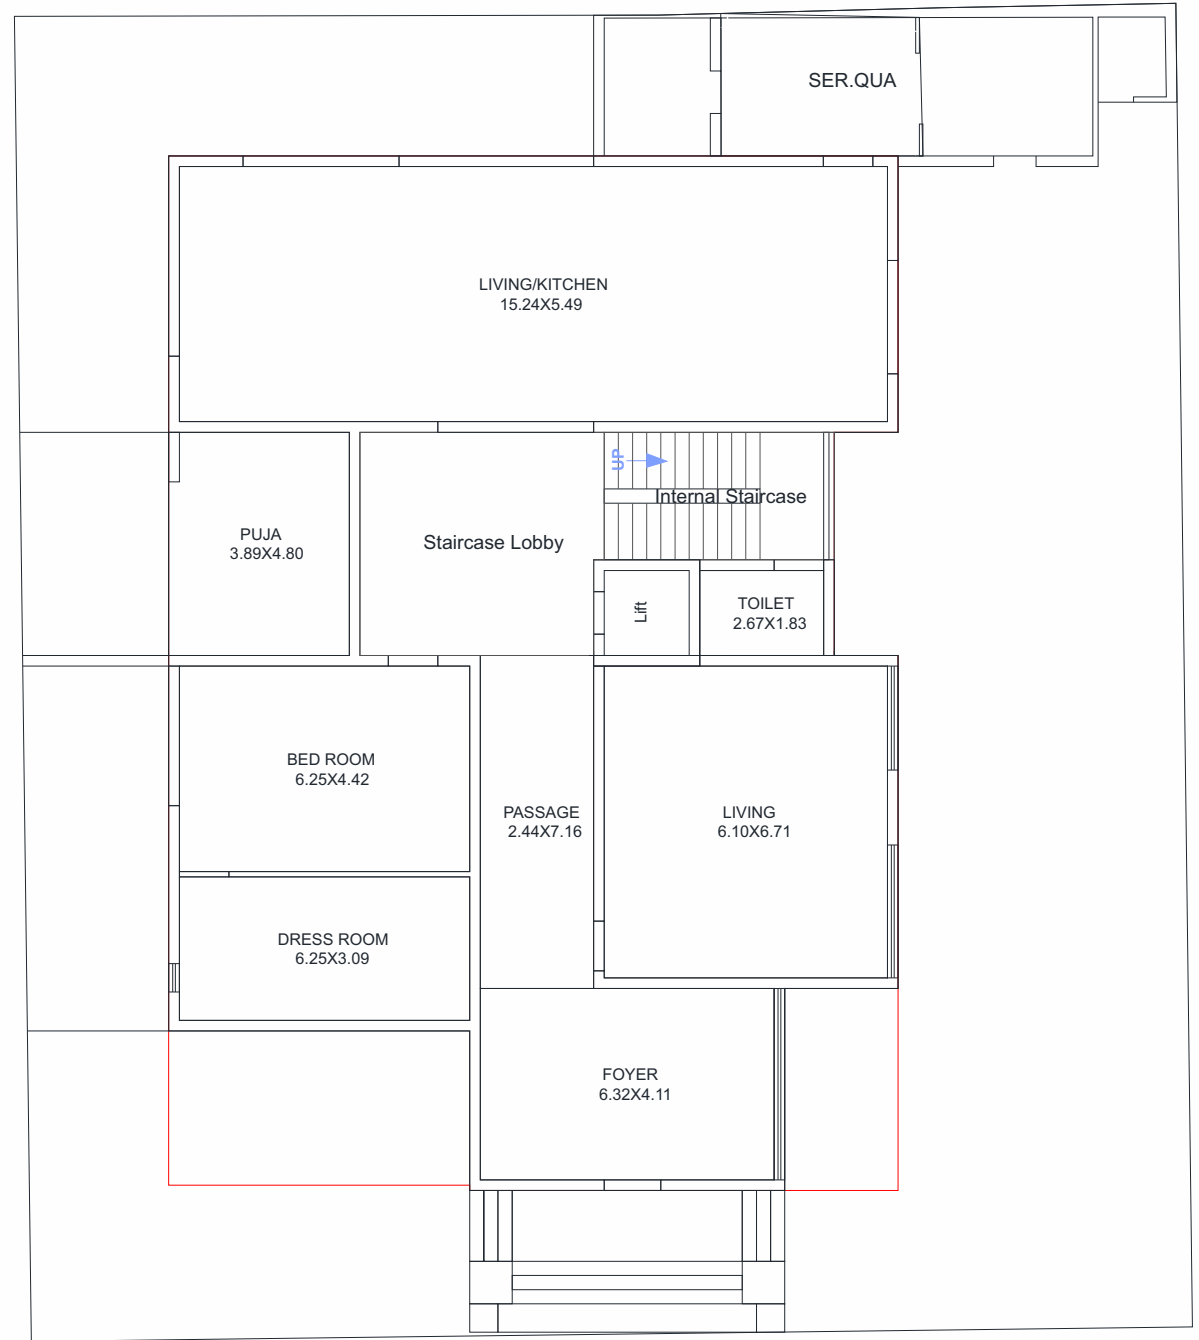 SER.QUA
LIVING/KITCHEN
15.24X5.49
UP
Internal Staircase
PUJA
3.89X4.80
Staircase Lobby
Lift
TOILET
2.67X1.83
BED ROOM
6.25X4.42
PASSAGE
2.44X7.16
LIVING
6.10X6.71
DRESS ROOM
6.25X3.09
FOYER
6.32X4.11